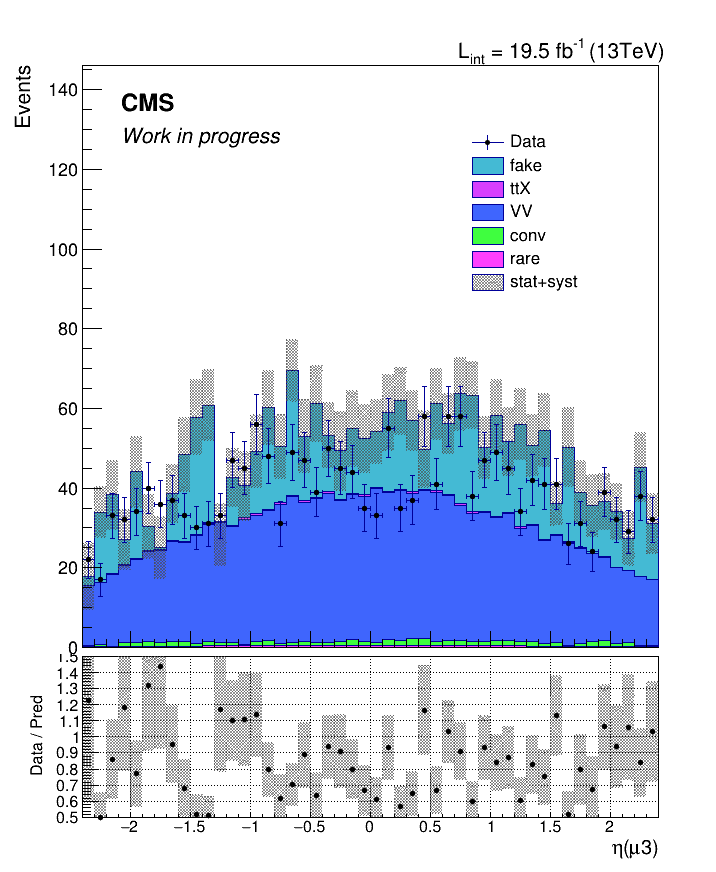 L_int = 19.5 fb^-1 (13TeV)
Events
CMS
Work in progress
140
120
100
80
60
40
20
0
Data
fake
ttX
VV
conv
rare
stat+syst
Data / Pred
1.5
1.4
1.3
1.2
1.1
1
0.9
0.8
0.7
0.6
0.5
−2 −1.5 −1 −0.5 0 0.5 1 1.5 2
η(μ3)